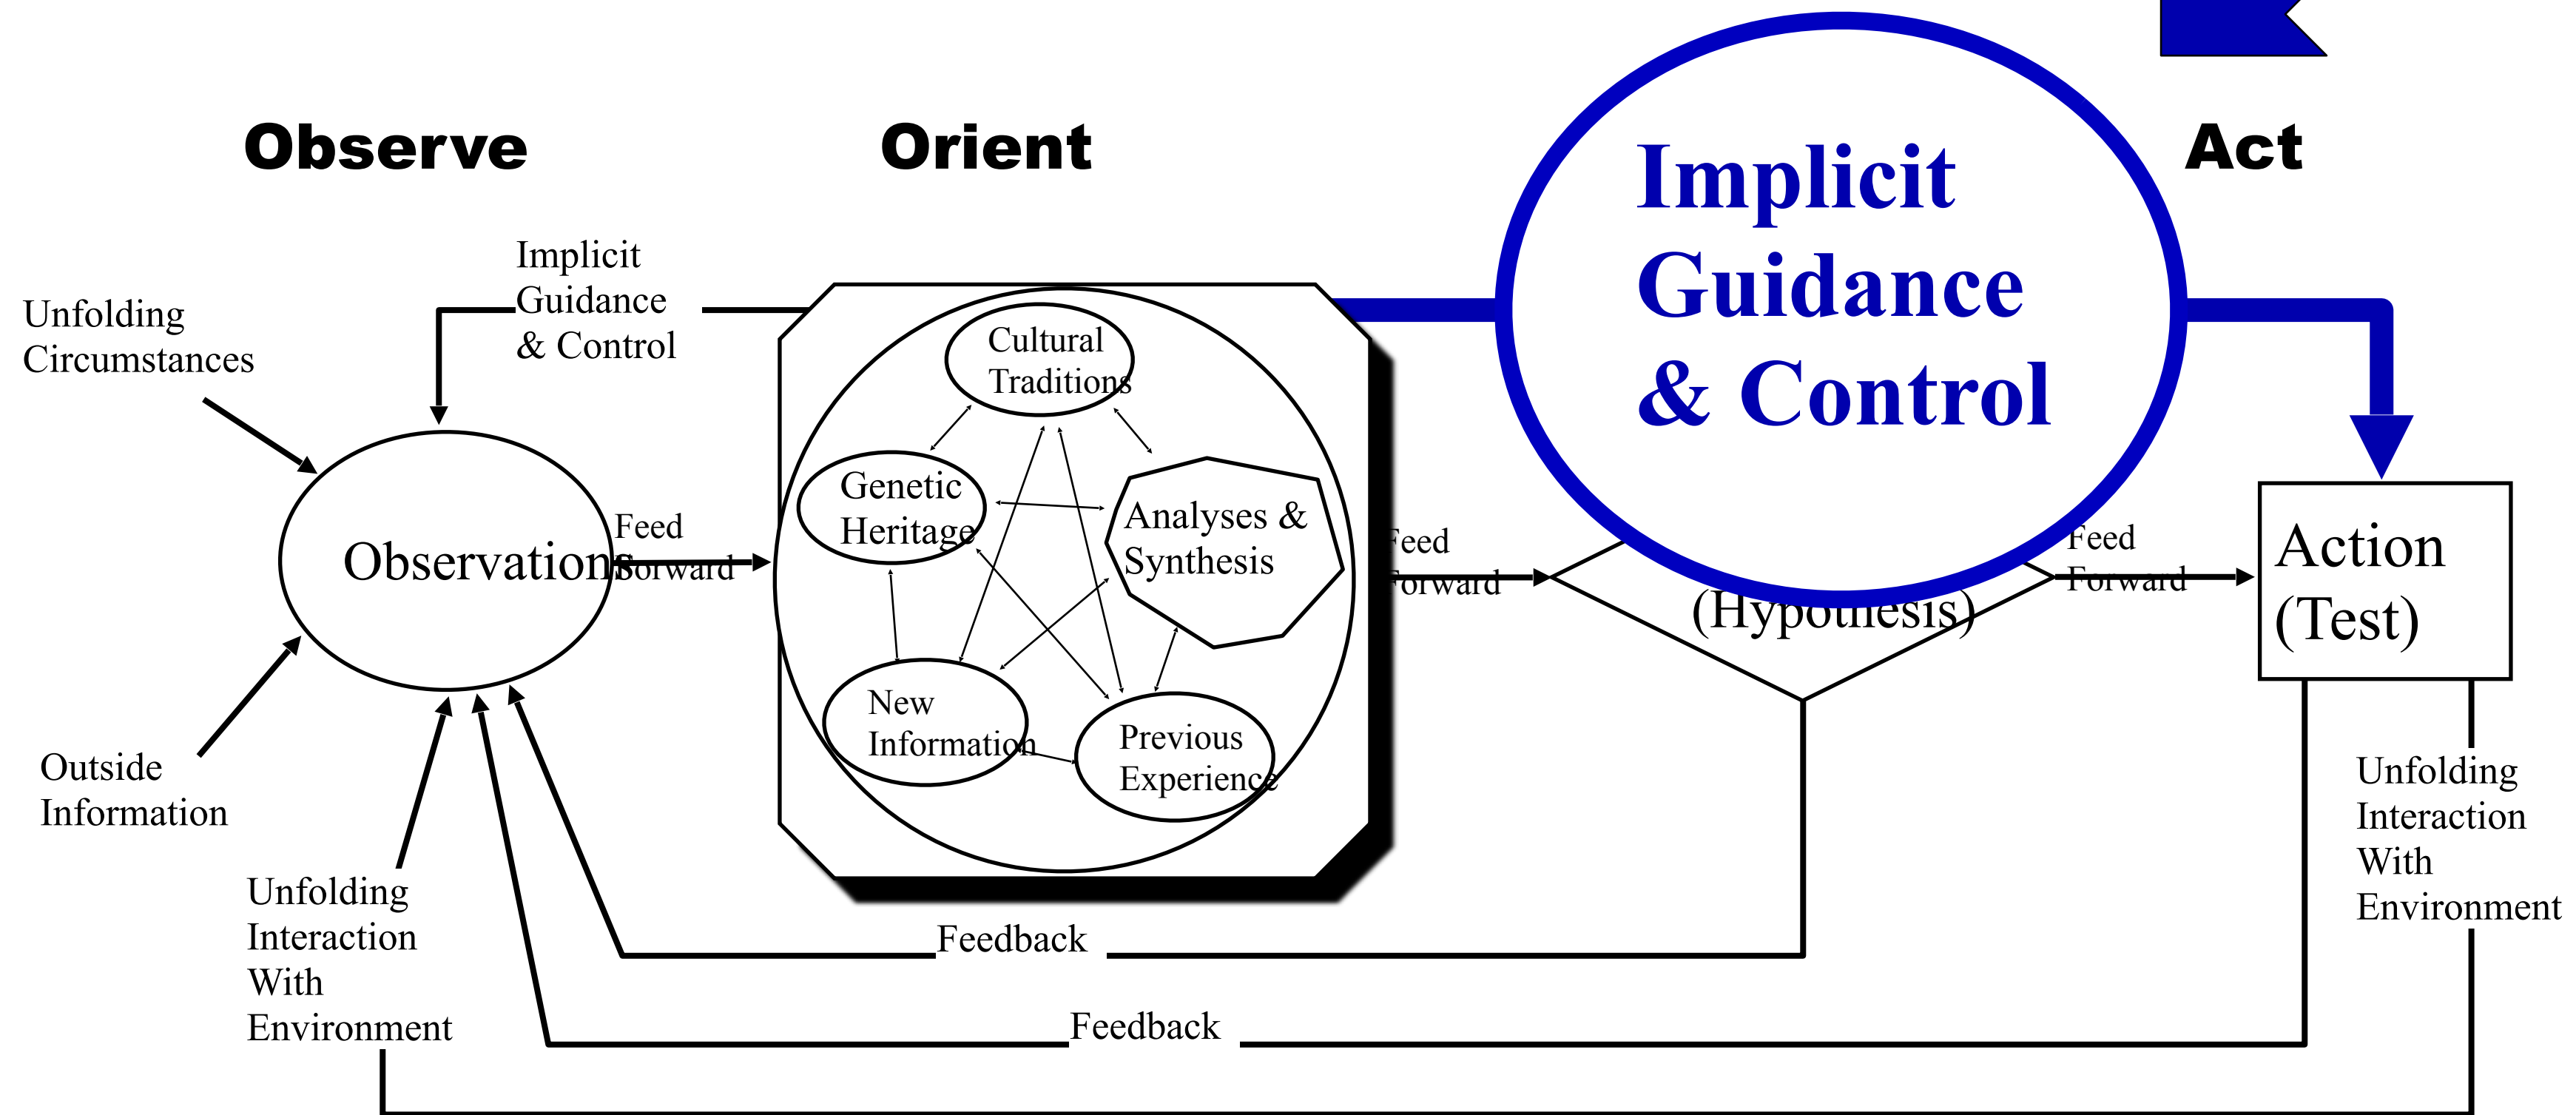 Observe
Orient
Act
Implicit
Guidance
& Control
Implicit
Guidance
& Control
Unfolding
Circumstances
Cultural
Traditions
Genetic
Heritage
Analyses &
Synthesis
Observations
Feed
Forward
Feed
Forward
(Hypothesis)
Feed
Forward
Action
(Test)
New
Information
Previous
Experience
Outside
Information
Unfolding
Interaction
With
Environment
Unfolding
Interaction
With
Environment
Feedback
Feedback